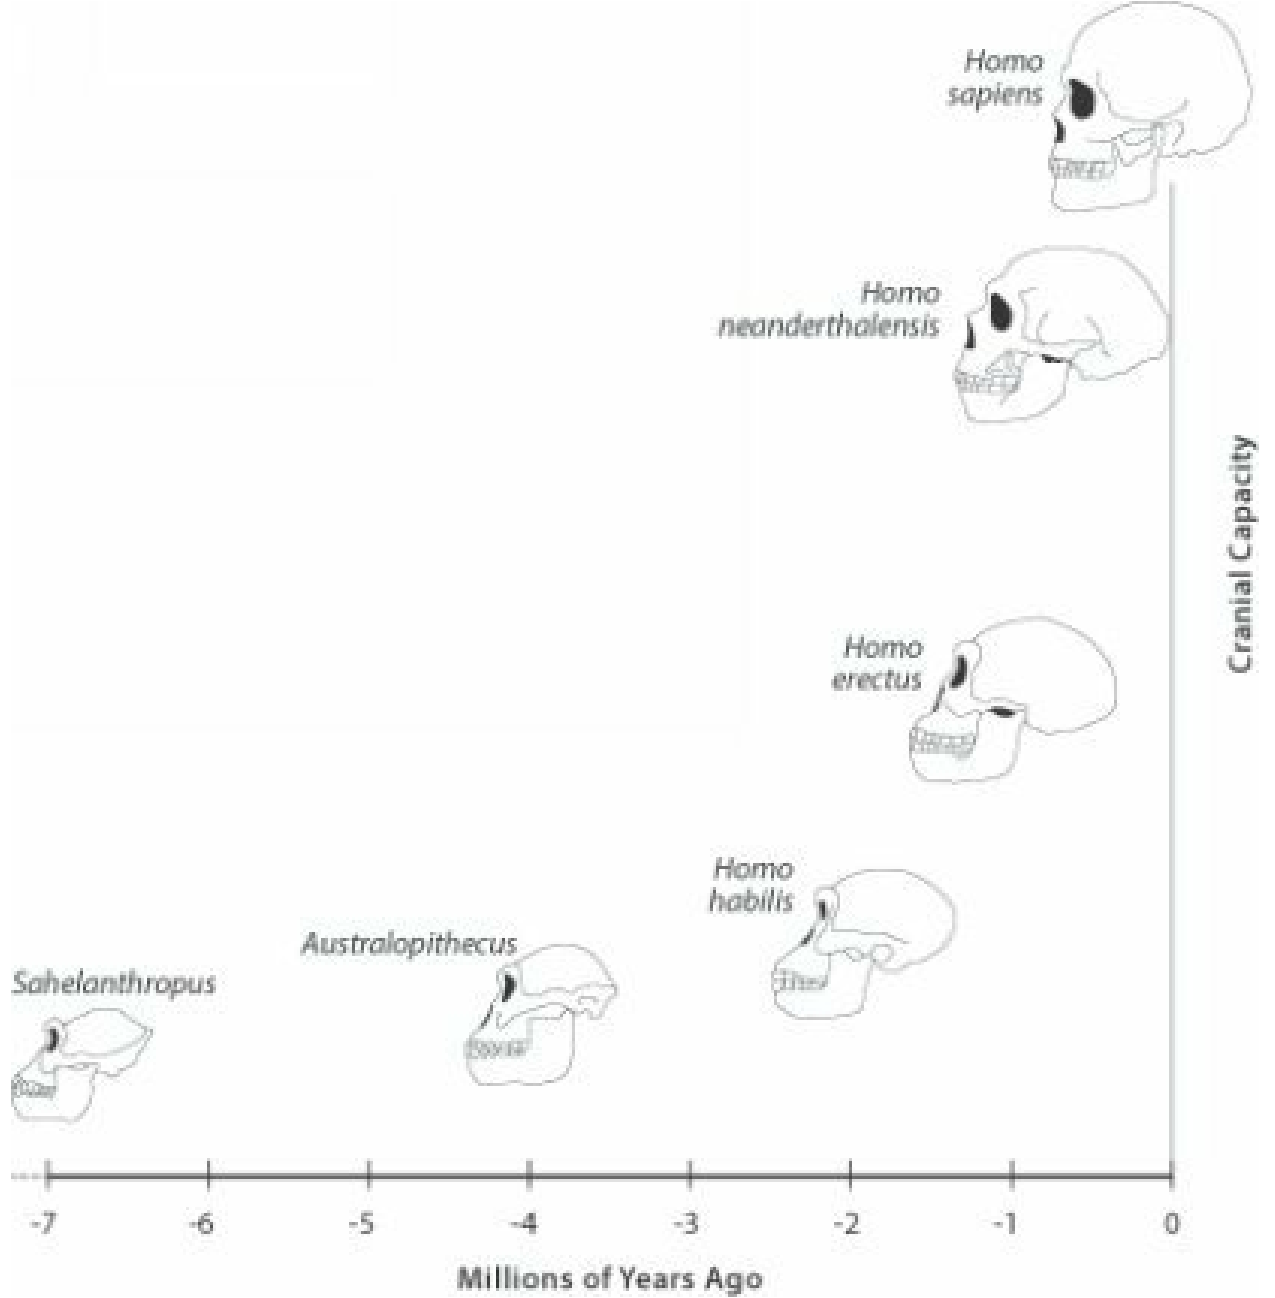 Homo
sapiens
Homo
neanderthalensis
Cranial Capacity
Homo
erectus
Homo
habilis
Australopithecus
Sahelanthropus
-7 -6 -5 -4 -3 -2 -1 0
Millions of Years Ago